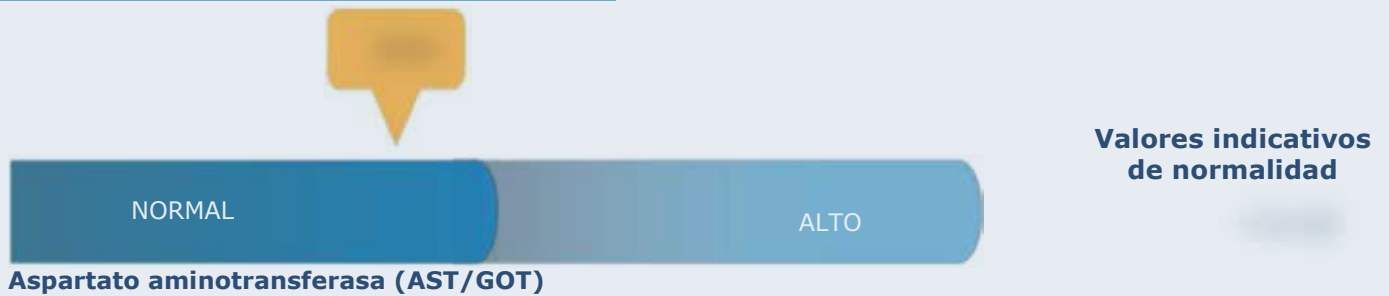 Valores indicativos
de normalidad
NORMAL
ALTO
Aspartato aminotransferasa (AST/GOT)